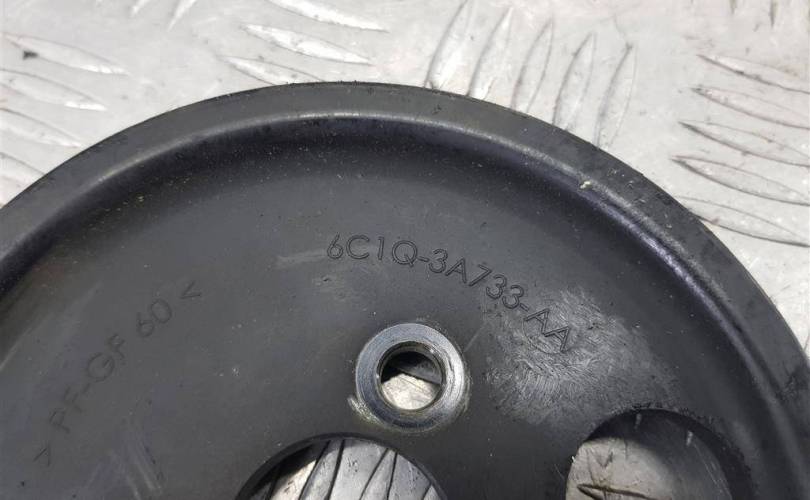 6C1Q-3A733-AA
> PF-GF 60 <